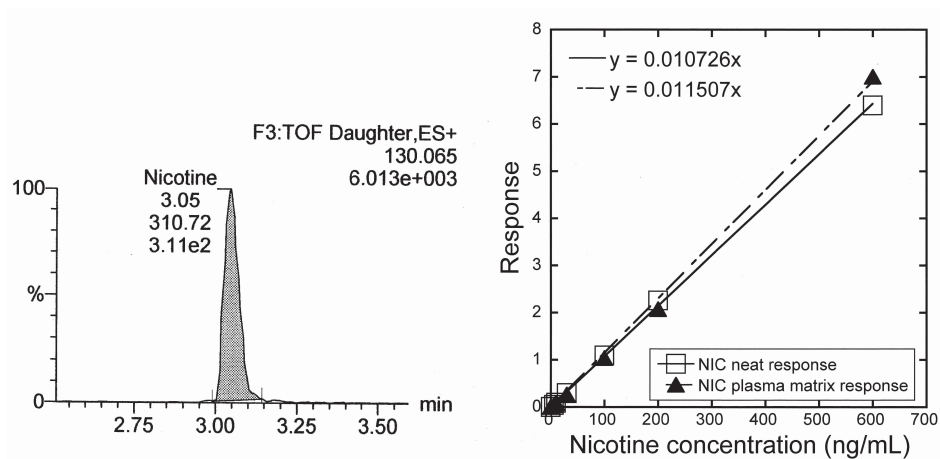 F3:TOF Daughter,ES+
130.065
6.013e+003
Nicotine
3.05
310.72
3.11e2
100
%
0
2.75
3.00
3.25
3.50
min
8
7
6
5
4
3
2
1
0
Response
y = 0.010726x
y = 0.011507x
NIC neat response
NIC plasma matrix response
100
200
300
400
500
600
700
Nicotine concentration (ng/mL)